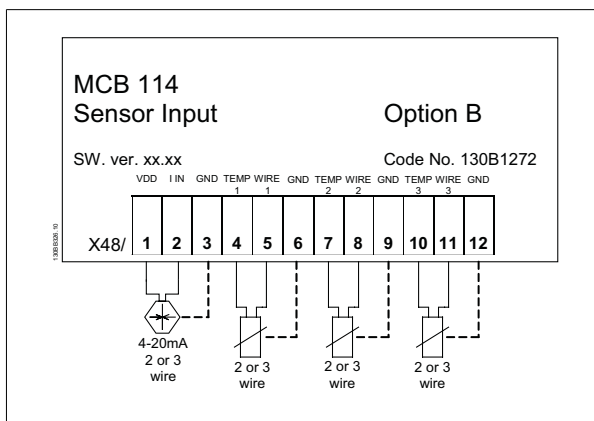 MCB 114
Sensor Input Option B
SW. ver. xx.xx Code No. 130B1272
VDD I IN GND TEMP WIRE GND TEMP WIRE GND TEMP WIRE GND
1 1 2 2 3 3
X48/ 1 2 3 4 5 6 7 8 9 10 11 12
130BB326.10
4-20mA
2 or 3
wire
2 or 3
wire
2 or 3
wire
2 or 3
wire